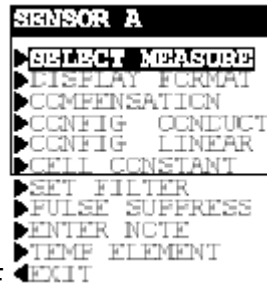 SENSOR A
SELECT MEASURE
DISPLAY FORMAT
COMPENSATION
CONFIG CONDUCT
CONFIG LINEAR
CELL CONSTANT
SET FILTER
PULSE SUPPRESS
ENTER NOTE
TEMP ELEMENT
EXIT